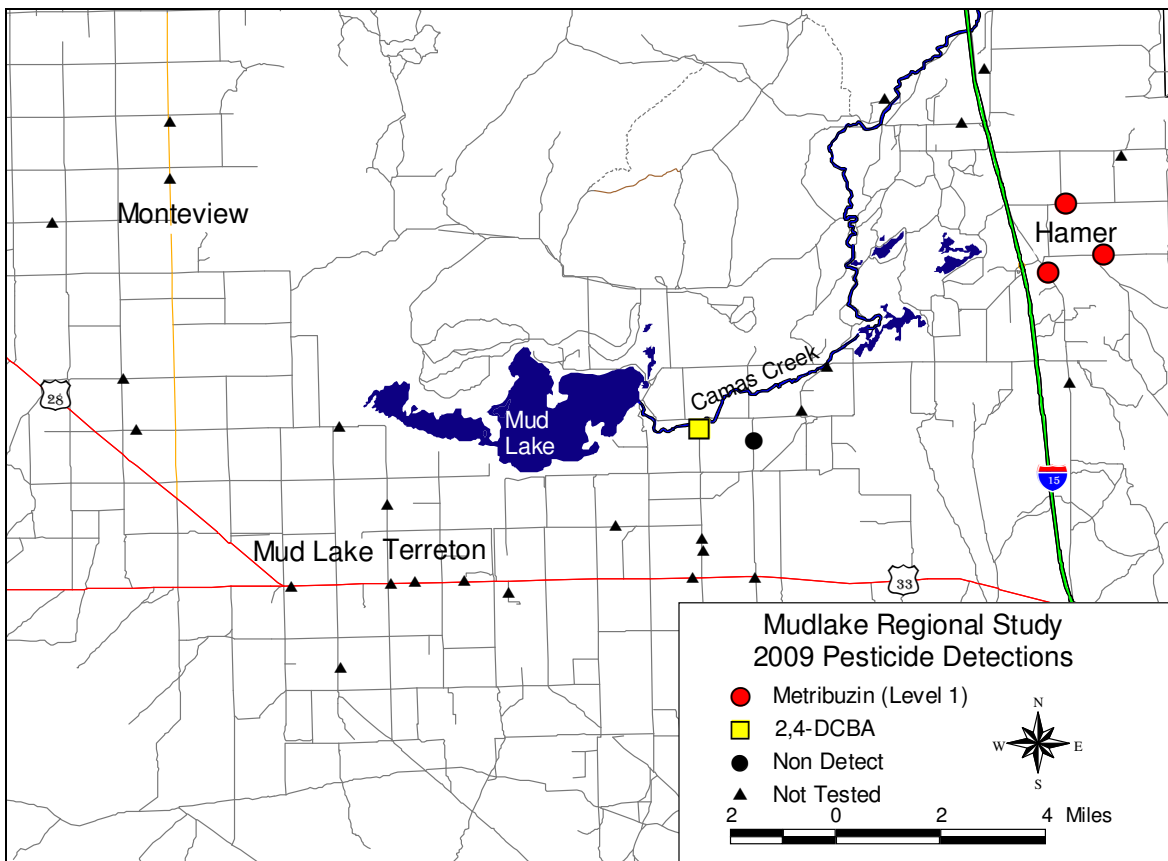 Monteview
Hamer
28
Camas Creek
Mud
Lake
15
Mud Lake Terreton
33
Mudlake Regional Study
2009 Pesticide Detections
Metribuzin (Level 1)
2,4-DCBA
Non Detect
Not Tested
N
W E
S
2 0 2 4 Miles